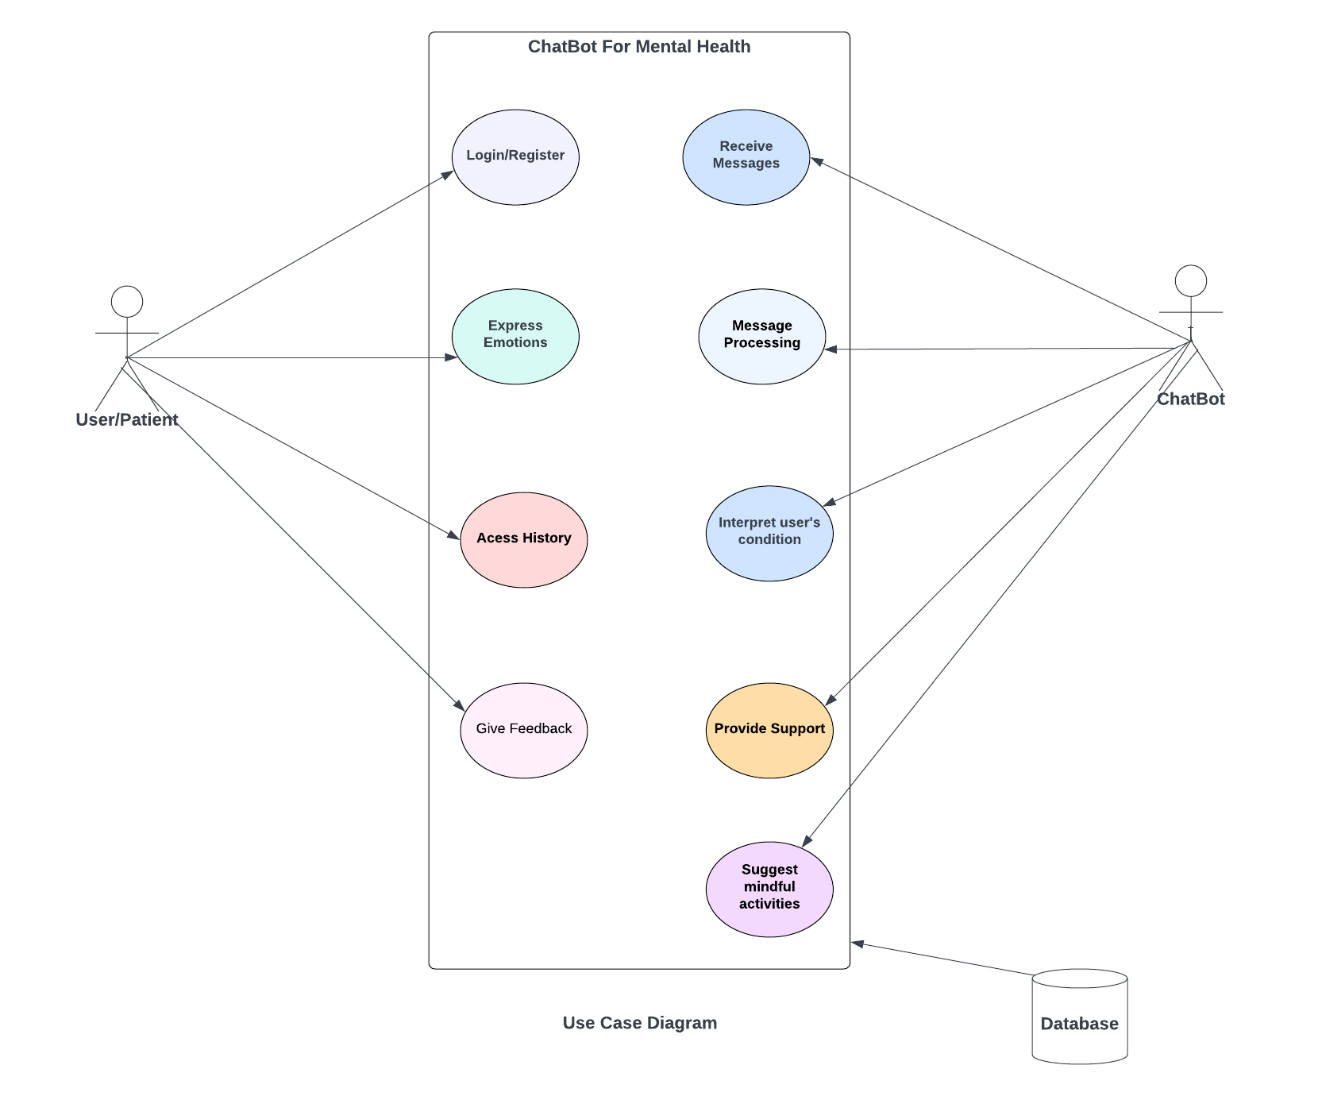 ChatBot For Mental Health
Login/Register
Receive
Messages
Express
Emotions
Message
Processing
User/Patient
ChatBot
Acess History
Interpret user's
condition
Give Feedback
Provide Support
Suggest
mindful
activities
Use Case Diagram
Database